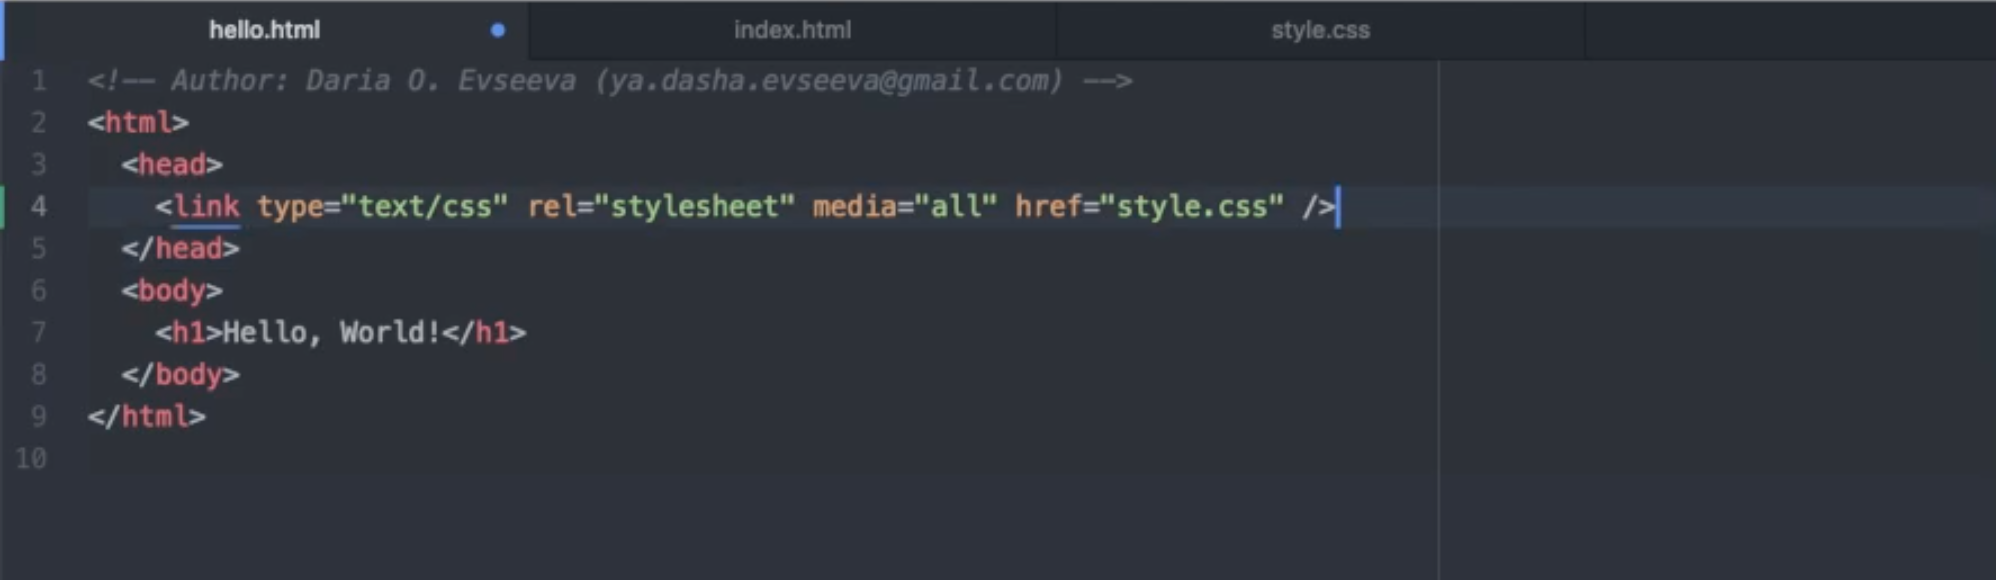 hello.html index.html style.css
1 <!-- Author: Daria O. Evseeva (ya.dasha.evseeva@gmail.com) -->
2 <html>
3 <head>
4 <link type="text/css" rel="stylesheet" media="all" href="style.css" />
5 </head>
6 <body>
7 <h1>Hello, World!</h1>
8 </body>
9 </html>
10